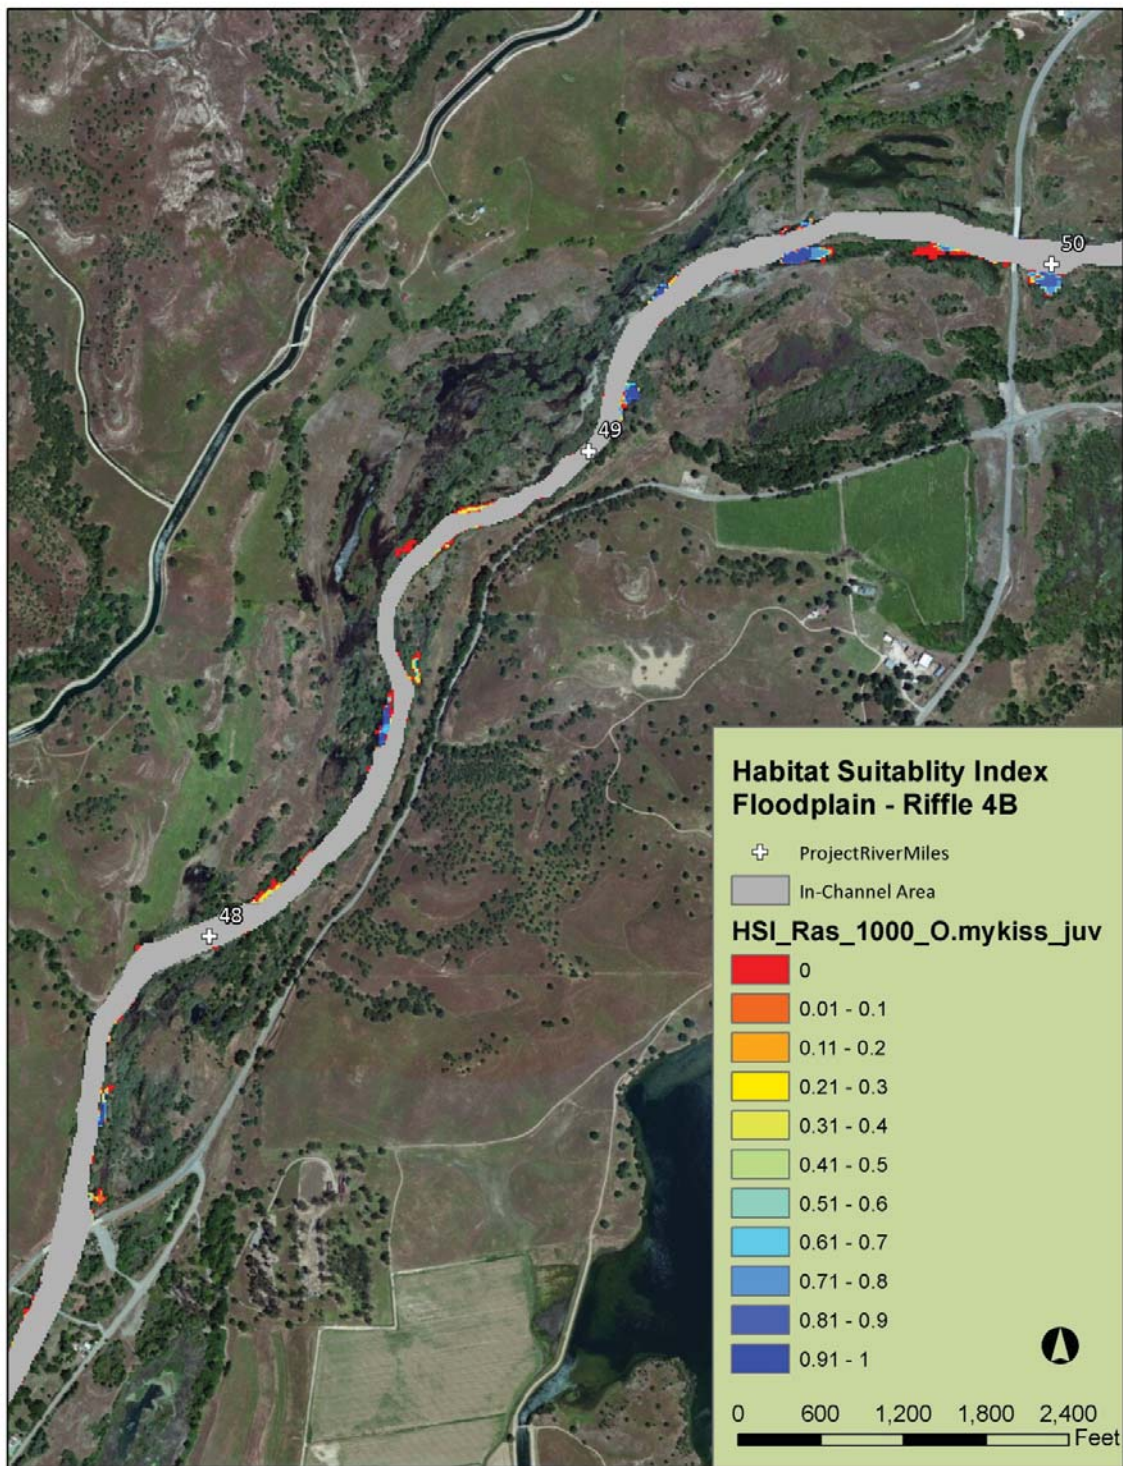 50
49
48
Habitat Suitablity Index
Floodplain - Riffle 4B
ProjectRiverMiles
In-Channel Area
HSI_Ras_1000_O.mykiss_juv
0
0.01 - 0.1
0.11 - 0.2
0.21 - 0.3
0.31 - 0.4
0.41 - 0.5
0.51 - 0.6
0.61 - 0.7
0.71 - 0.8
0.81 - 0.9
0.91 - 1
0 600 1,200 1,800 2,400
Feet